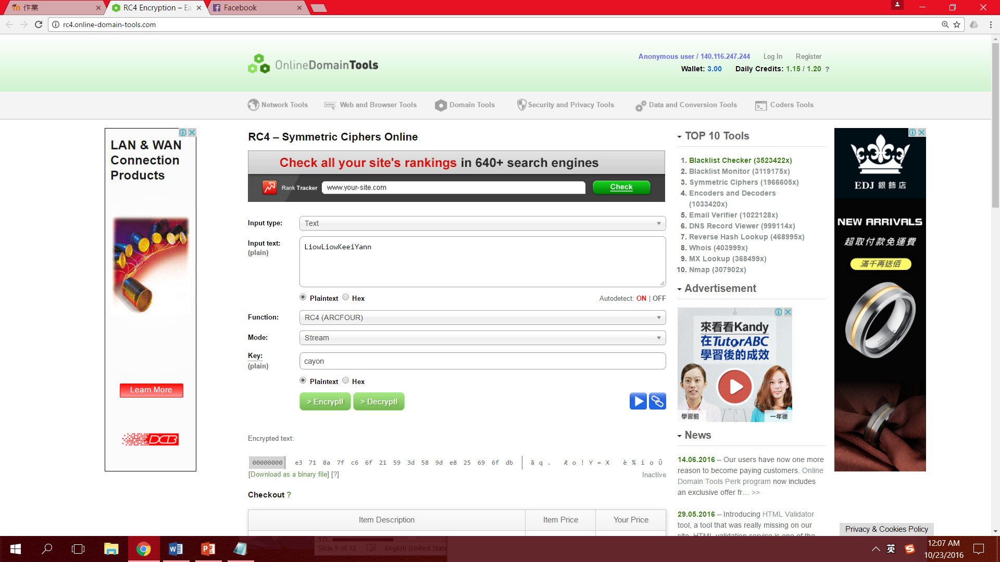 作業
RC4 Encryption – Ea
Facebook
rc4.online-domain-tools.com
OnlineDomainTools
Anonymous user / 140.116.247.244 Log In Register
Wallet: 3.00 Daily Credits: 1.15 / 1.20 ?
Network Tools Web and Browser Tools Domain Tools Security and Privacy Tools Data and Conversion Tools Coders Tools
LAN & WAN
Connection
Products
Learn More
DCB
RC4 – Symmetric Ciphers Online
Check all your site's rankings in 640+ search engines
Rank Tracker www.your-site.com Check
Input type: Text
Input text:
(plain)
LiowLiowKeeiYann
Plaintext Hex Autodetect: ON | OFF
Function: RC4 (ARCFOUR)
Mode: Stream
Key:
(plain)
cayon
Plaintext Hex
> Encrypt! > Decrypt!
Encrypted text:
00000000 e3 71 8a 7f c6 6f 21 59 3d 58 9d e8 25 69 6f db ã q . Æ o ! Y = X è % i o Û
[Download as a binary file] [?] Inactive
Checkout ?
Item Description Item Price Your Price
TOP 10 Tools
1. Blacklist Checker (3523422x)
2. Blacklist Monitor (3119175x)
3. Symmetric Ciphers (1966605x)
4. Encoders and Decoders
(1033420x)
5. Email Verifier (1022128x)
6. DNS Record Viewer (999114x)
7. Reverse Hash Lookup (468995x)
8. Whois (403999x)
9. MX Lookup (368499x)
10. Nmap (307902x)
Advertisement
來看看Kandy
在TutorABC
學習後的成效
學習前
一年後
News
14.06.2016 – Our users have now one more
reason to become paying customers. Online
Domain Tools Perk program now includes
an exclusive offer fr… >>
29.05.2016 – Introducing HTML Validator
tool, a tool that was really missing on our
site. HTML validation service is one of the
EDJ 銀飾店
NEW ARRIVALS
超取付款免運費
滿千再送佰
Privacy & Cookies Policy
Slide 5 of 12 English (United State
英
12:07 AM
10/23/2016